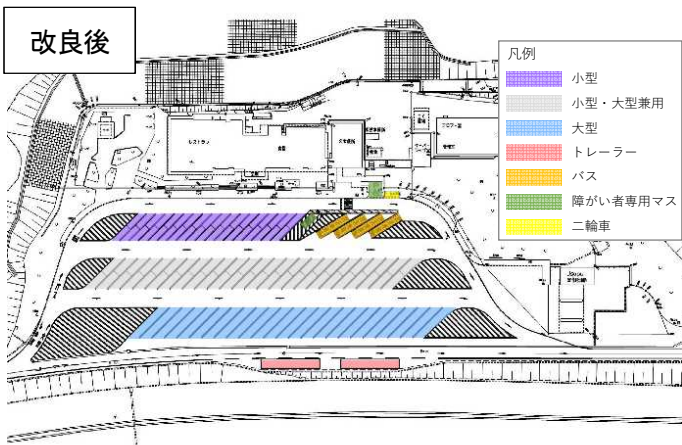 改良後
凡例
小型
小型・大型兼用
大型
トレーラー
バス
障がい者専用マス
二輪車
レストラン